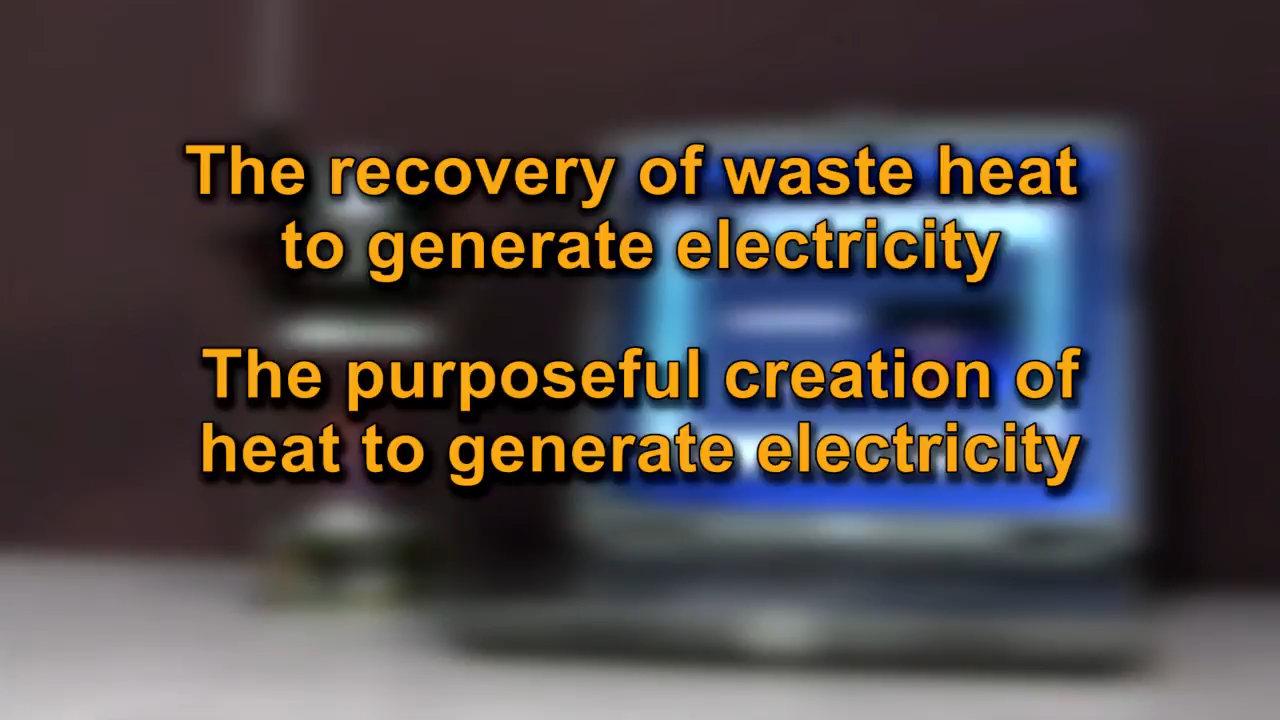 The recovery of waste heat
to generate electricity
The purposeful creation of
heat to generate electricity